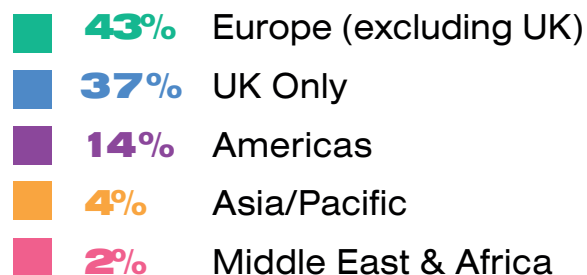 43% Europe (excluding UK)
37% UK Only
14% Americas
4% Asia/Pacific
2% Middle East & Africa